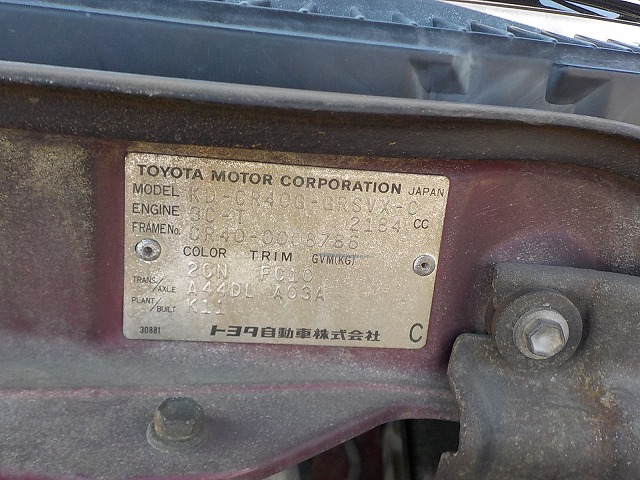 TOYOTA MOTOR CORPORATION JAPAN
MODEL KD-CR40G-GRSVX-C
ENGINE 3C-T 2184 CC
FRAME No. CR40-0038786
COLOR TRIM GVM(KG)
2CN FC10
TRANS/AXLE A44DL A03A
PLANT/BUILT K11
30881 トヨタ自動車株式会社 C